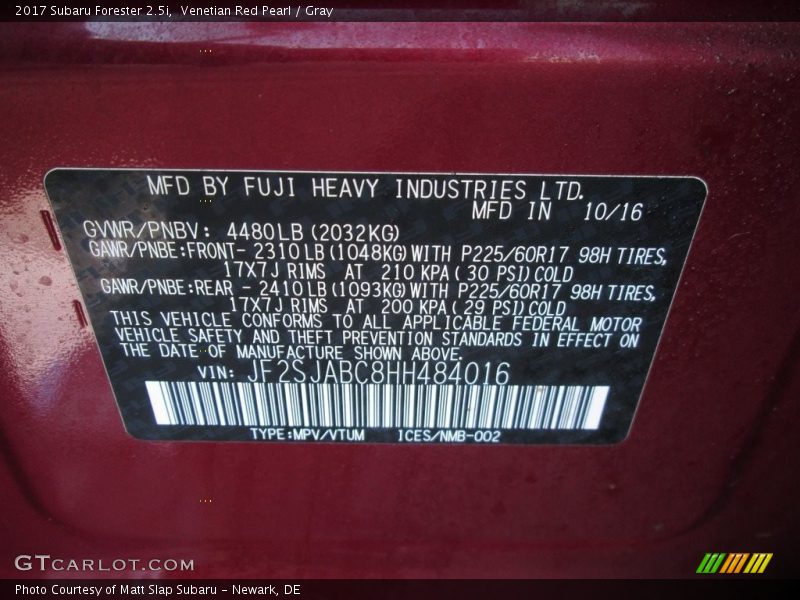 2017 Subaru Forester 2.5i,  Venetian Red Pearl / Gray
MFD BY FUJI HEAVY INDUSTRIES LTD.
MFD IN 10/16
GVWR/PNBV: 4480LB(2032KG)
GAWR/PNBE:FRONT- 2310LB(1048KG)WITH P225/60R17 98H TIRES,
17X7J RIMS AT 210 KPA(30 PSI)COLD
GAWR/PNBE:REAR - 2410LB(1093KG)WITH P225/60R17 98H TIRES,
17X7J RIMS AT 200 KPA(29 PSI)COLD
THIS VEHICLE CONFORMS TO ALL APPLICABLE FEDERAL MOTOR
VEHICLE SAFETY AND THEFT PREVENTION STANDARDS IN EFFECT ON
THE DATE OF MANUFACTURE SHOWN ABOVE.
VIN: JF2SJABC8HH484016
TYPE:MPV/VTUM ICES/NMB-002
GTCARLOT.COM
Photo Courtesy of Matt Slap Subaru - Newark, DE